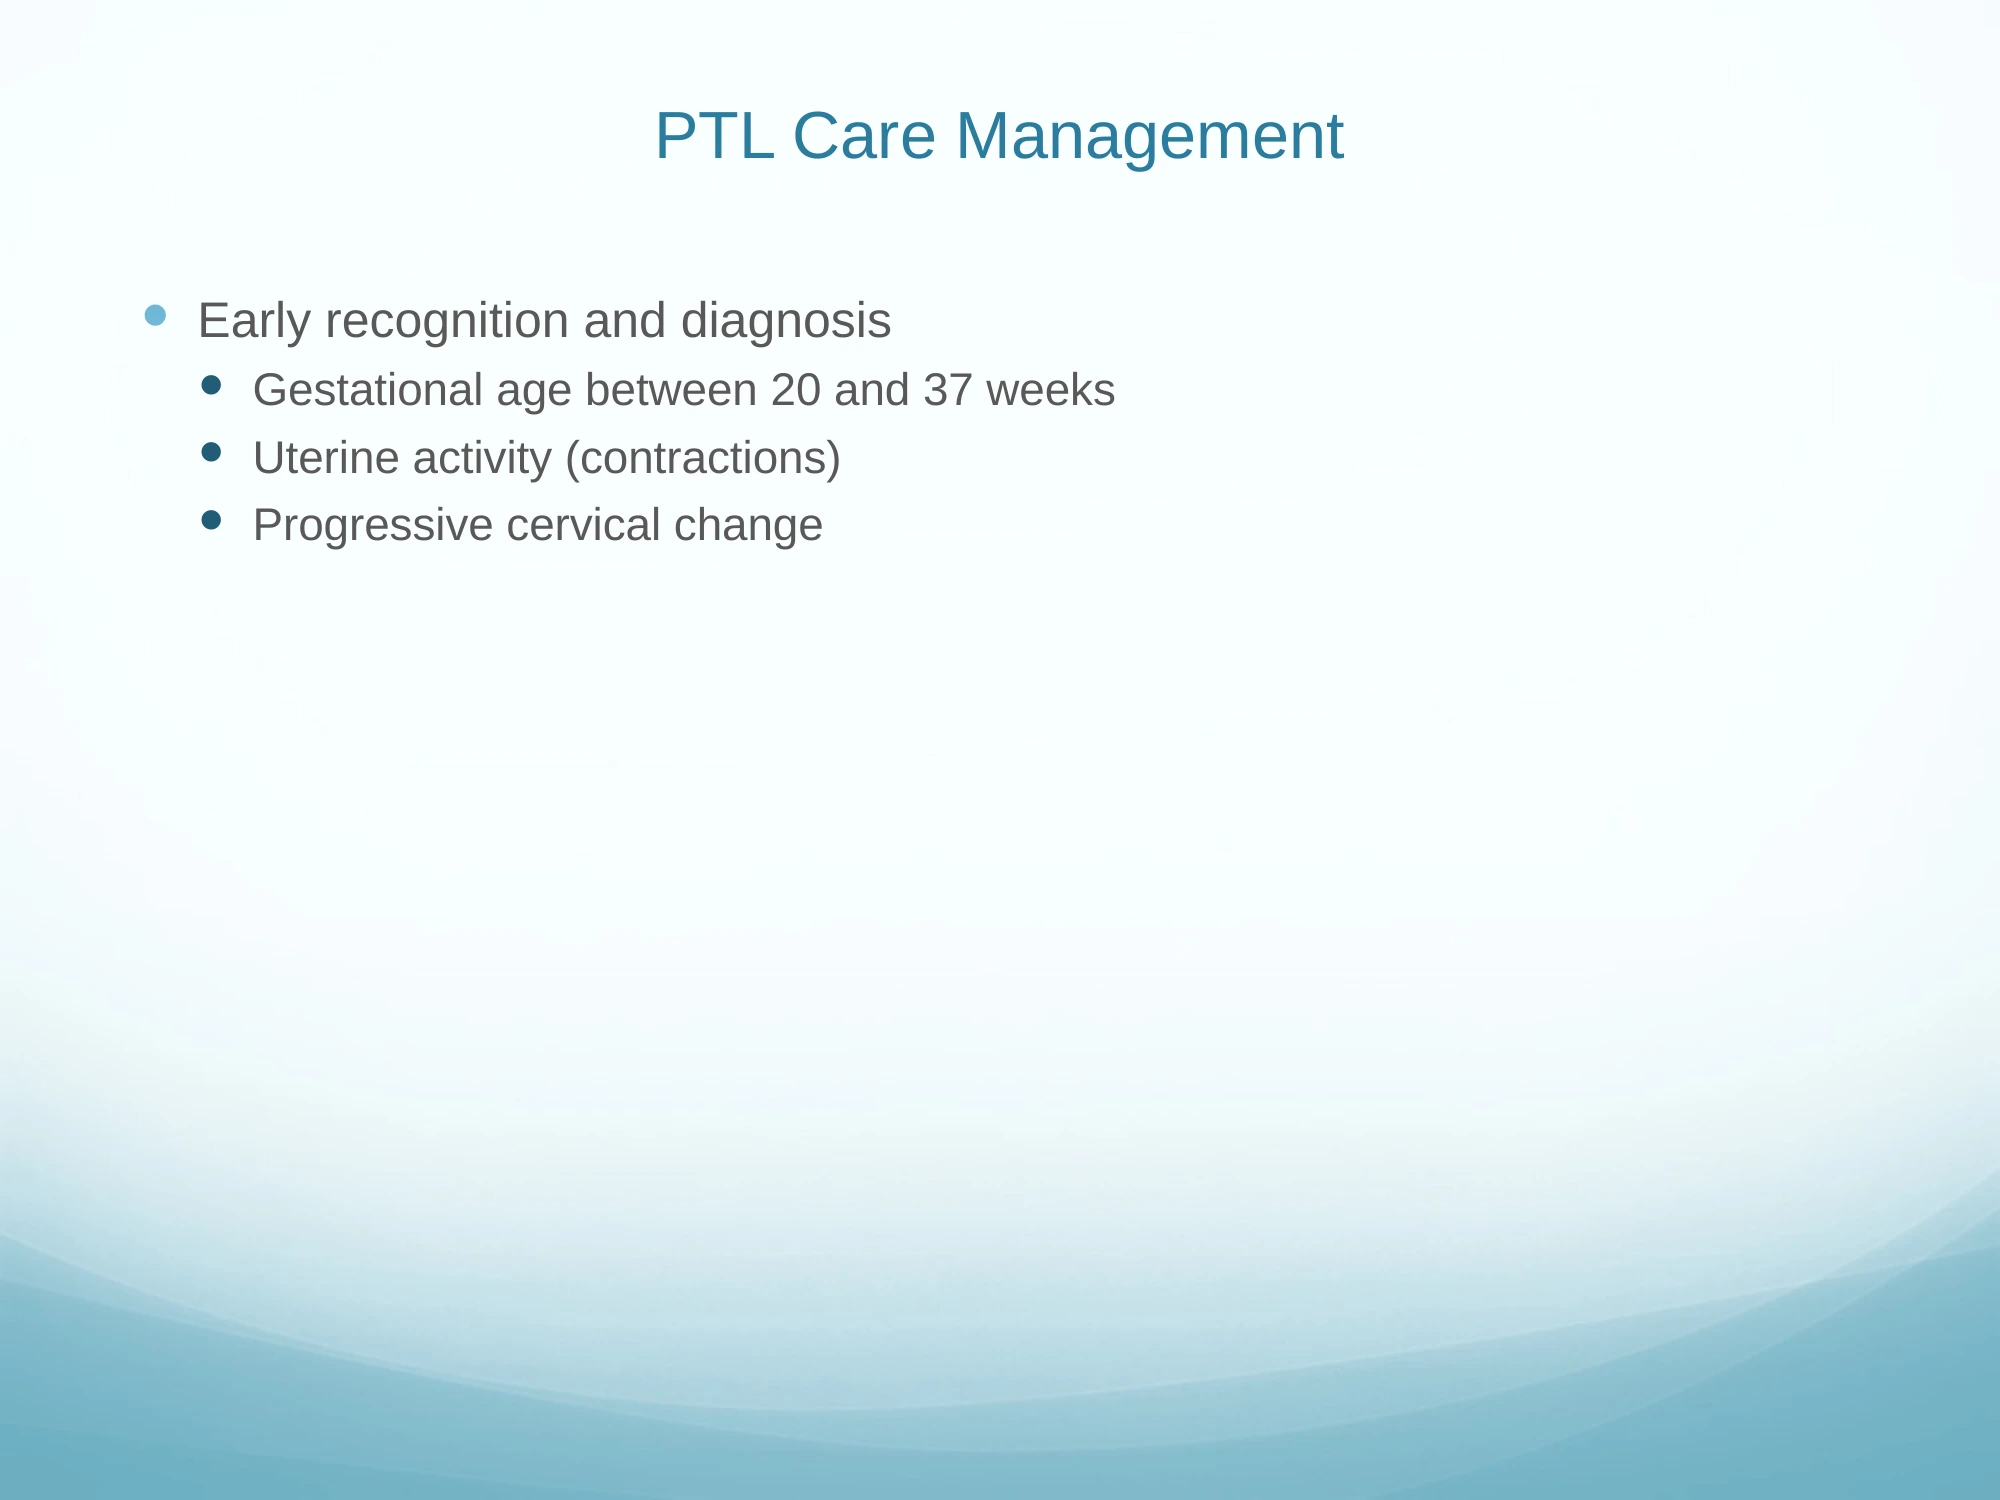 PTL Care Management
• Early recognition and diagnosis
• Gestational age between 20 and 37 weeks
• Uterine activity (contractions)
• Progressive cervical change